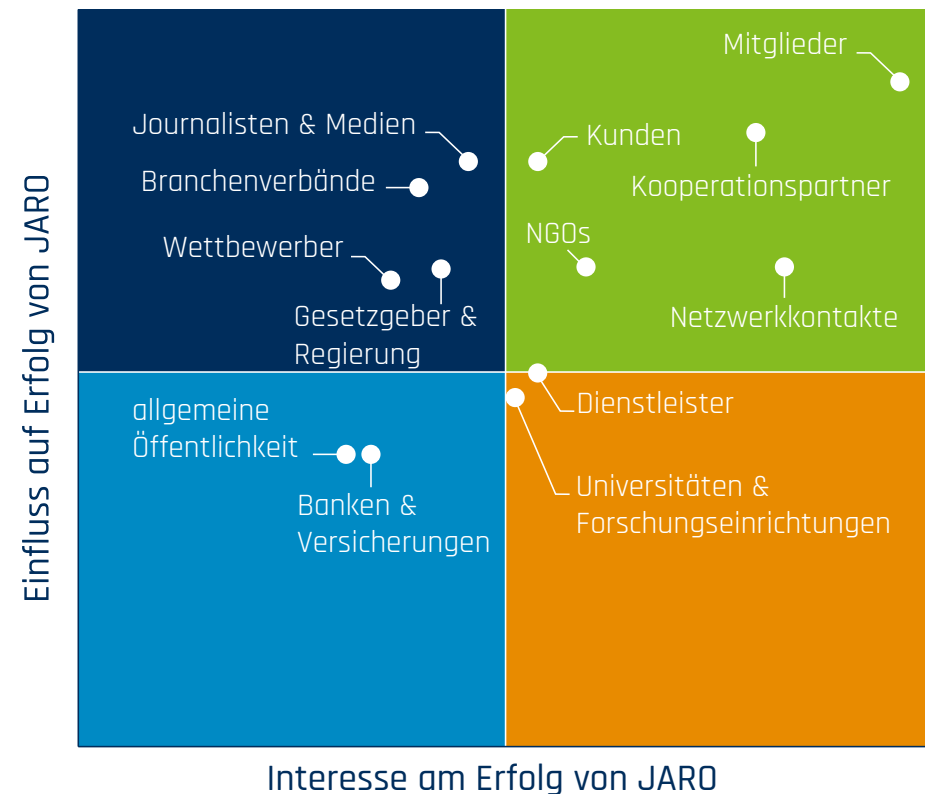 Mitglieder
Journalisten & Medien
Kunden
Branchenverbände
Kooperationspartner
NGOs
Wettbewerber
Gesetzgeber &
Regierung
Netzwerkkontakte
allgemeine
Öffentlichkeit
Dienstleister
Banken &
Versicherungen
Universitäten &
Forschungseinrichtungen
Einfluss auf Erfolg von JARO
Interesse am Erfolg von JARO